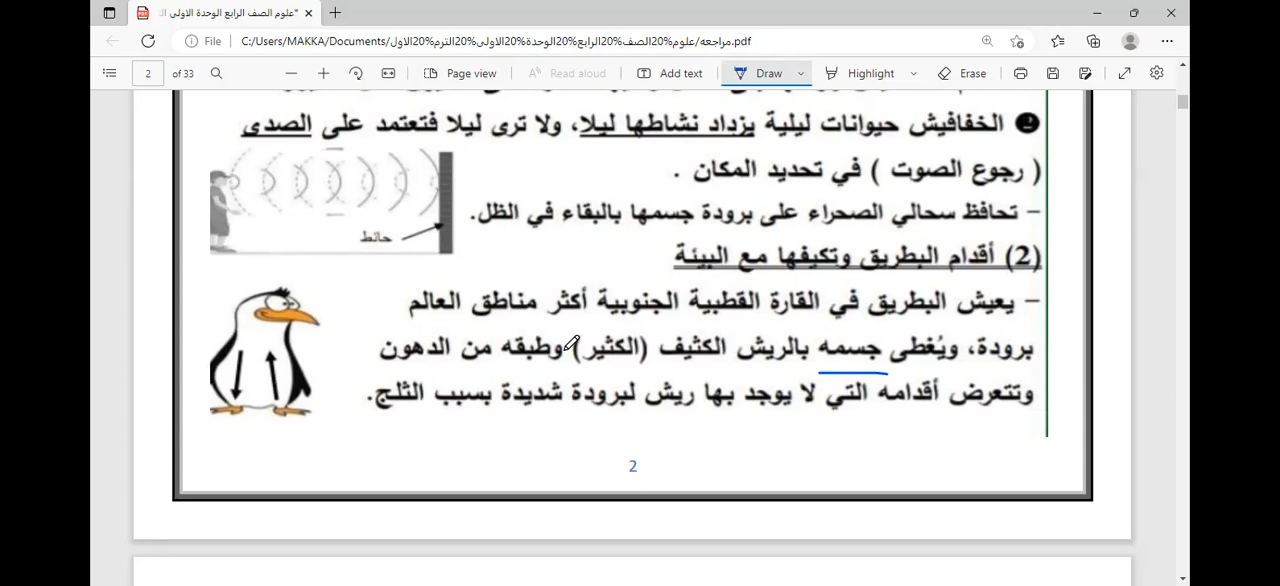 *علوم الصف الرابع الوحدة الاولى
File C:/Users/MAKKA/Documents/مراجعه/علوم%20الصف%20الرابع%20الوحدة%20الاولى%20الترم%20الاول.pdf
2 of 33 Page view Read aloud Add text Draw Highlight Erase
الخفافيش حيوانات ليلية يزداد نشاطها ليلا، ولا ترى ليلا فتعتمد على الصدى
( رجوع الصوت ) في تحديد المكان .
– تحافظ سحالي الصحراء على برودة جسمها بالبقاء في الظل.
حائط
(2) أقدام البطريق وتكيفها مع البيئة
– يعيش البطريق في القارة القطبية الجنوبية أكثر مناطق العالم
برودة، ويُغطى جسمه بالريش الكثيف (الكثير) وطبقه من الدهون
وتتعرض أقدامه التي لا يوجد بها ريش لبرودة شديدة بسبب الثلج.
2